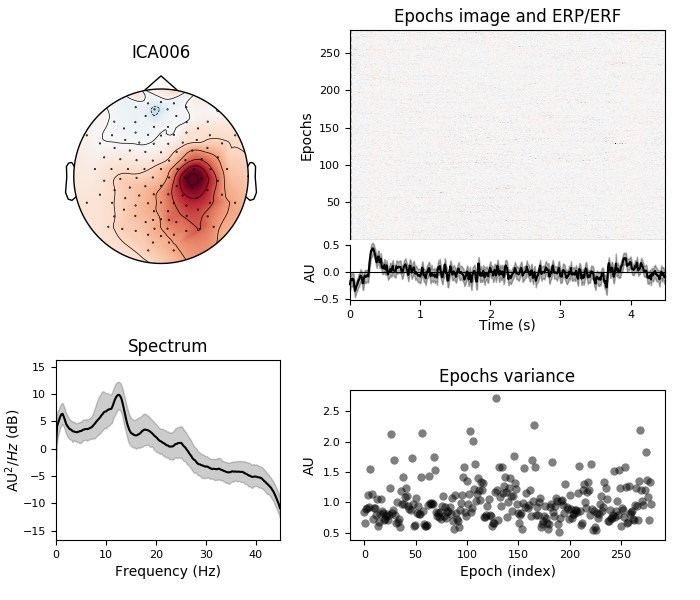 ICA006
Epochs image and ERP/ERF
Epochs
250
200
150
100
50
AU
0.5
0.0
−0.5
0 1 2 3 4
Time (s)
Spectrum
AU²/Hz (dB)
15
10
5
0
−5
−10
−15
0 10 20 30 40
Frequency (Hz)
Epochs variance
AU
2.5
2.0
1.5
1.0
0.5
0 50 100 150 200 250
Epoch (index)